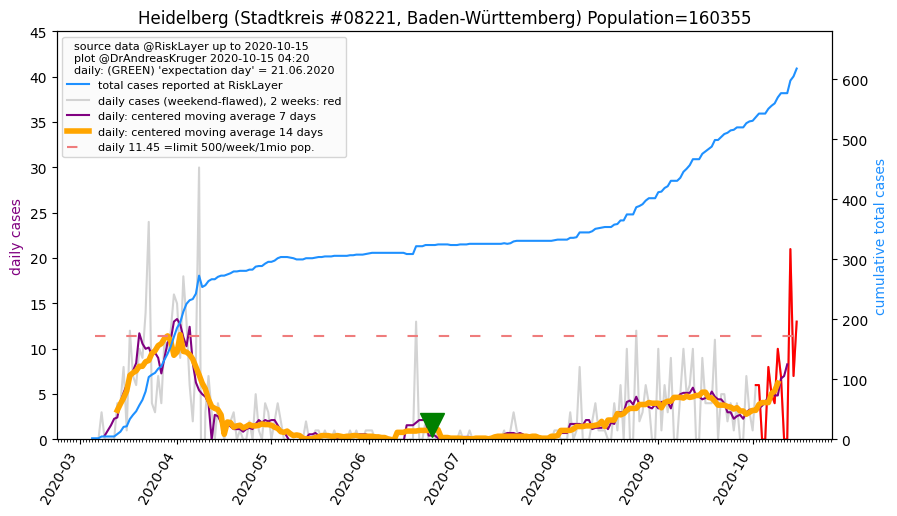 Heidelberg (Stadtkreis #08221, Baden-Württemberg) Population=160355
source data @RiskLayer up to 2020-10-15
plot @DrAndreasKruger 2020-10-15 04:20
daily: (GREEN) 'expectation day' = 21.06.2020
total cases reported at RiskLayer
daily cases (weekend-flawed), 2 weeks: red
daily: centered moving average 7 days
daily: centered moving average 14 days
daily 11.45 =limit 500/week/1mio pop.
daily cases
45
40
35
30
25
20
15
10
5
0
cumulative total cases
600
500
400
300
200
100
0
2020-03
2020-04
2020-05
2020-06
2020-07
2020-08
2020-09
2020-10